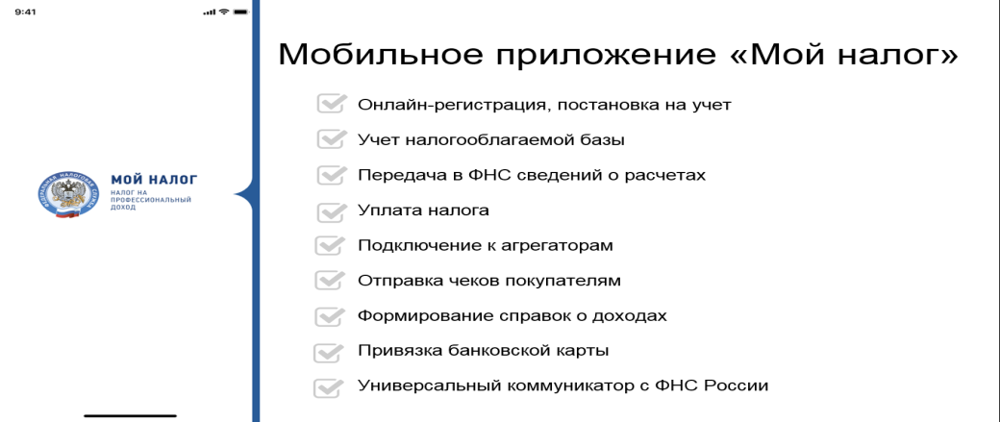 9:41
МОЙ НАЛОГ
НАЛОГ НА
ПРОФЕССИОНАЛЬНЫЙ
ДОХОД
Мобильное приложение «Мой налог»
Онлайн-регистрация, постановка на учет
Учет налогооблагаемой базы
Передача в ФНС сведений о расчетах
Уплата налога
Подключение к агрегаторам
Отправка чеков покупателям
Формирование справок о доходах
Привязка банковской карты
Универсальный коммуникатор с ФНС России